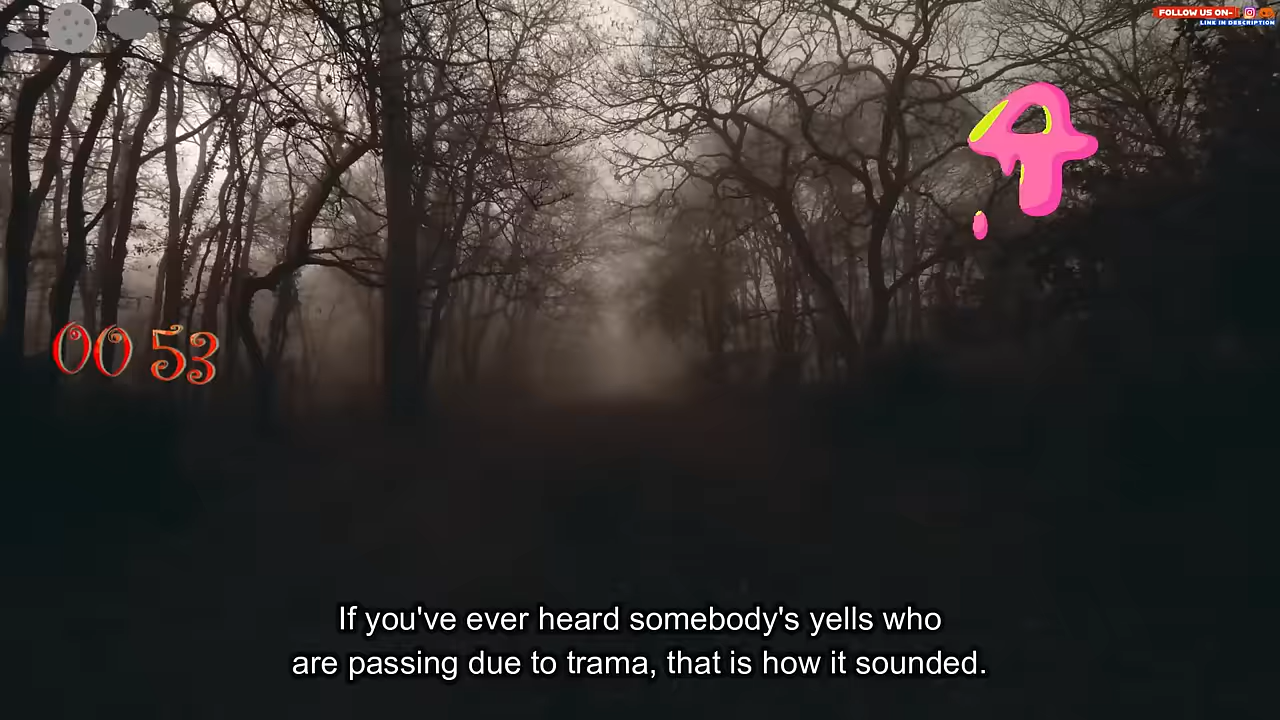 FOLLOW US ON-
LINK IN DESCRIPTION
4
00 53
If you've ever heard somebody's yells who
are passing due to trama, that is how it sounded.